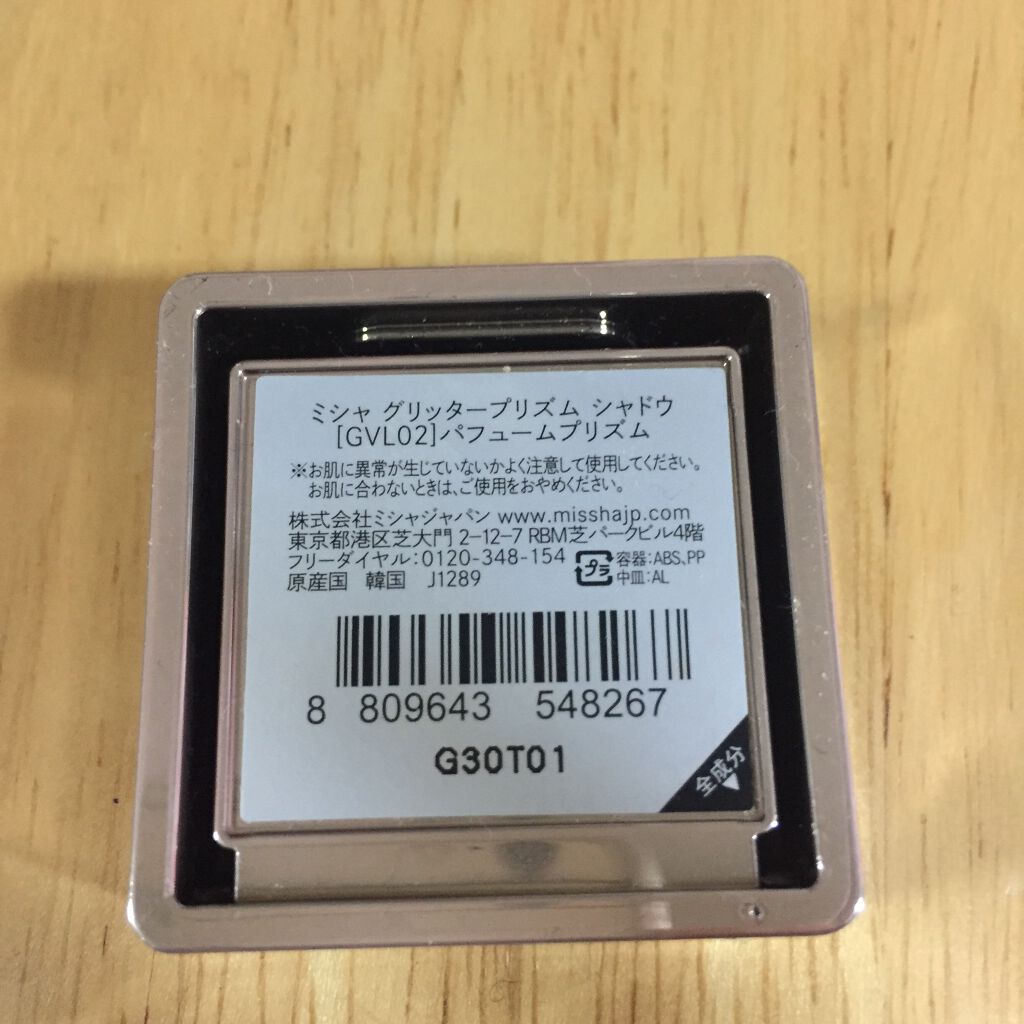 ミシャ グリッタープリズム シャドウ
[GVL02]パフュームプリズム
※お肌に異常が生じていないかよく注意して使用してください。
お肌に合わないときは、ご使用をおやめください。
株式会社ミシャジャパン www.misshajp.com
東京都港区芝大門 2-12-7 RBM芝パークビル4階
フリーダイヤル:0120-348-154
プラ 容器:ABS、PP
中皿:AL
原産国 韓国 J1289
8 809643 548267
G30T01
全成分